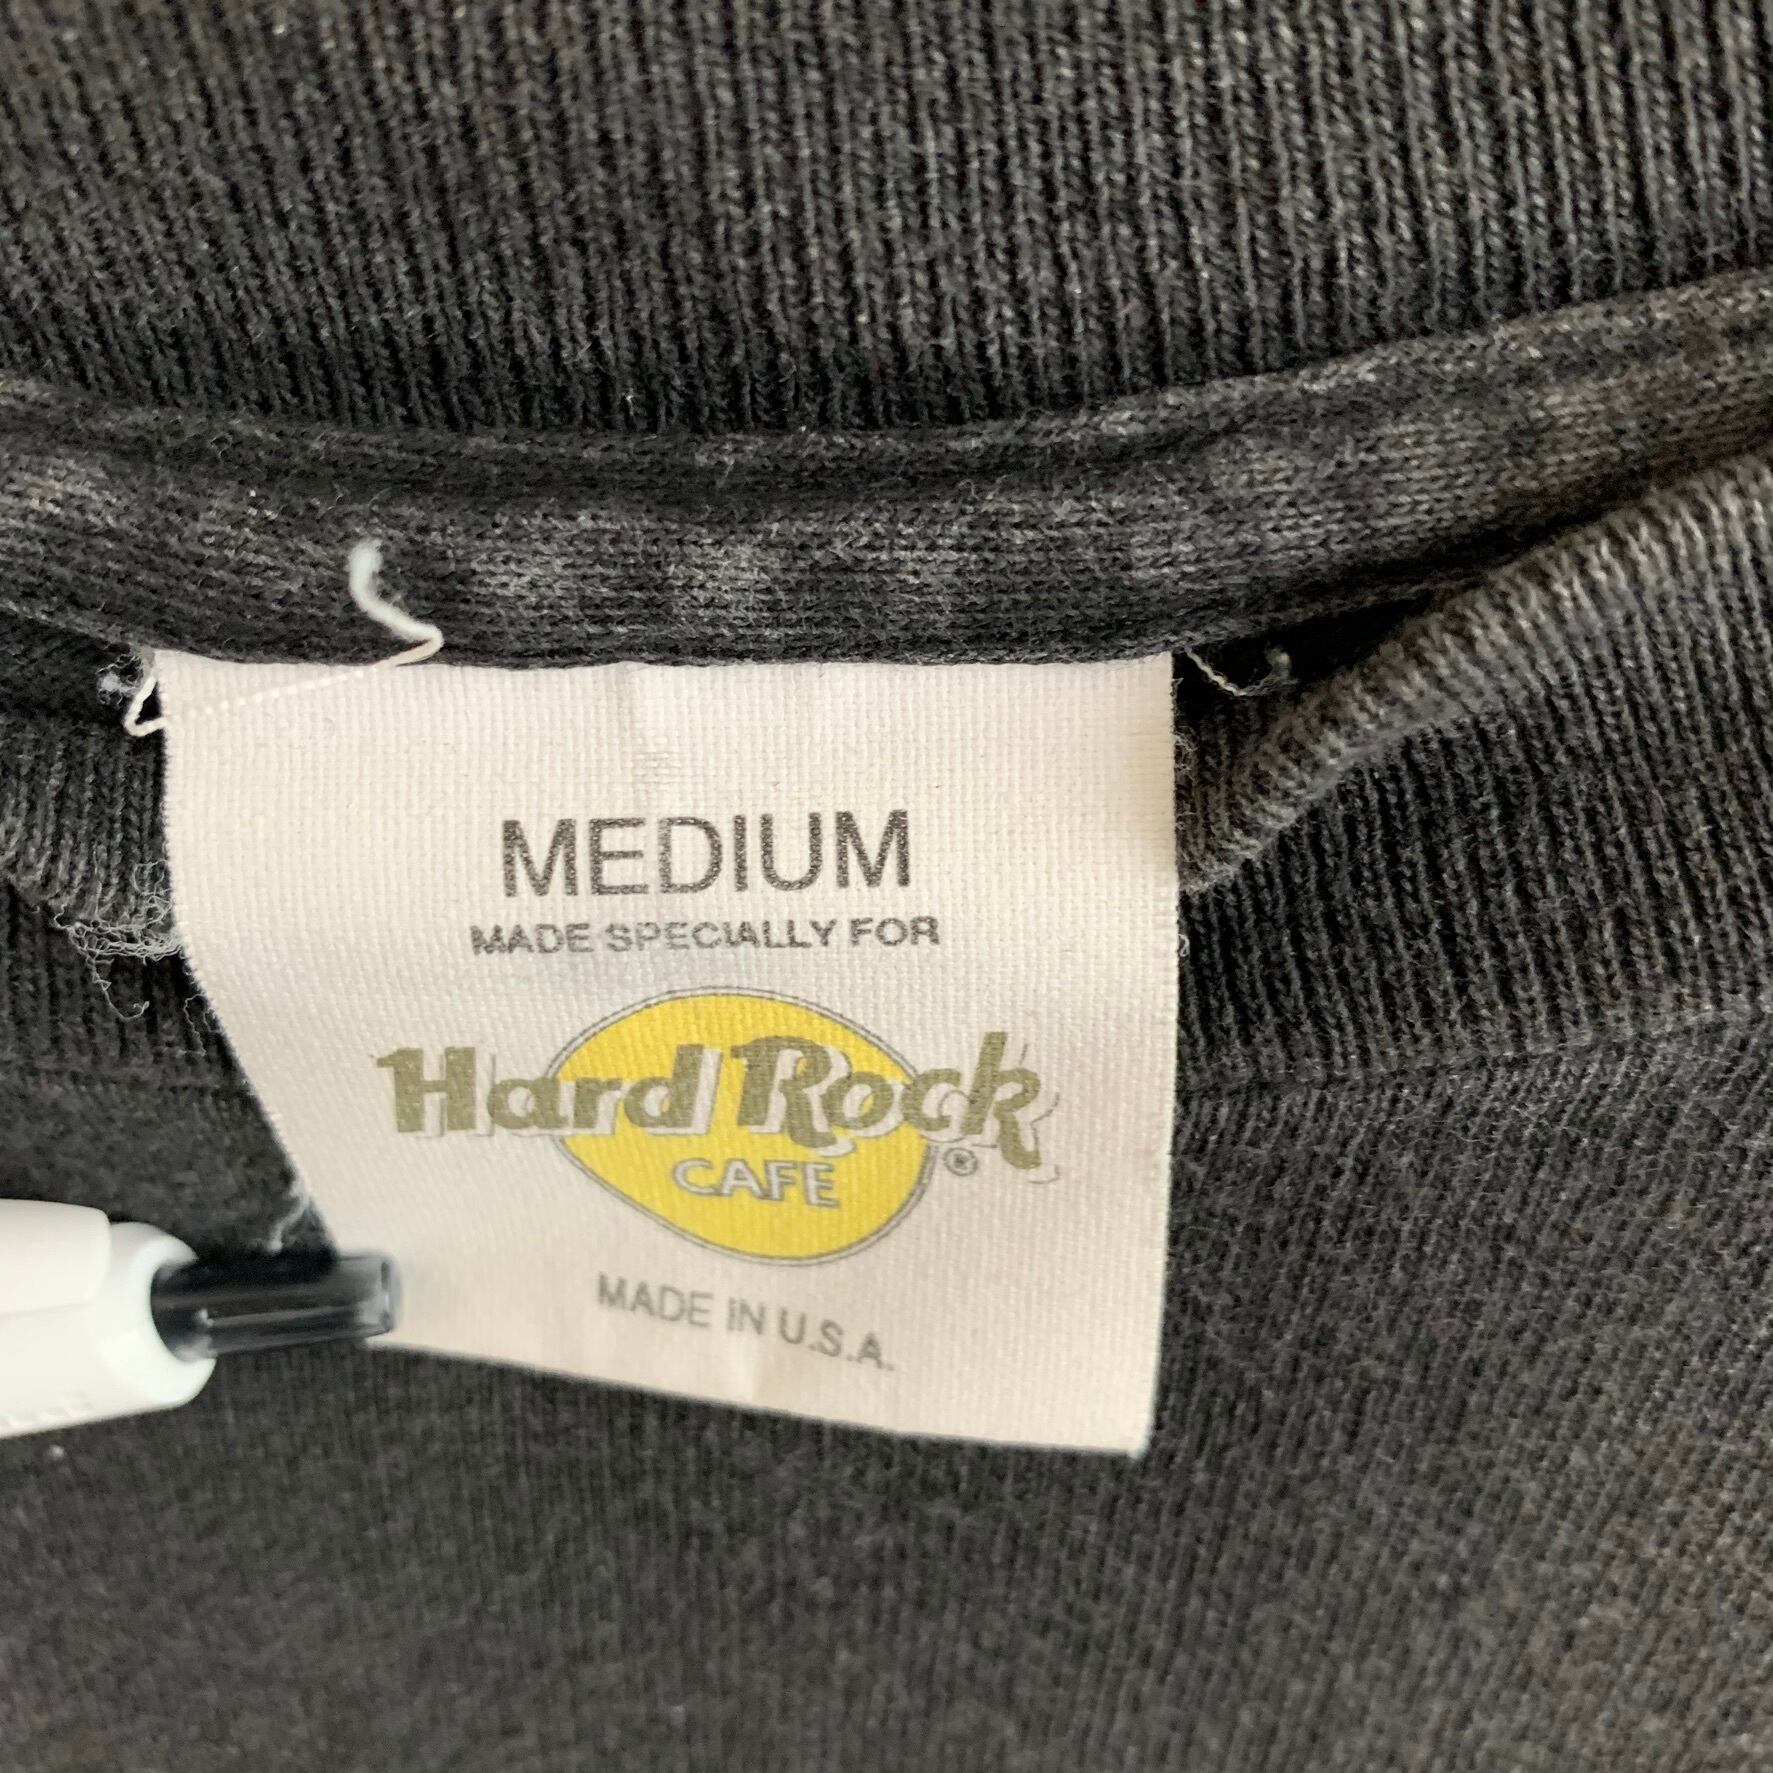 MEDIUM
MADE SPECIALLY FOR
Hard Rock
CAFE ®
MADE IN U.S.A.